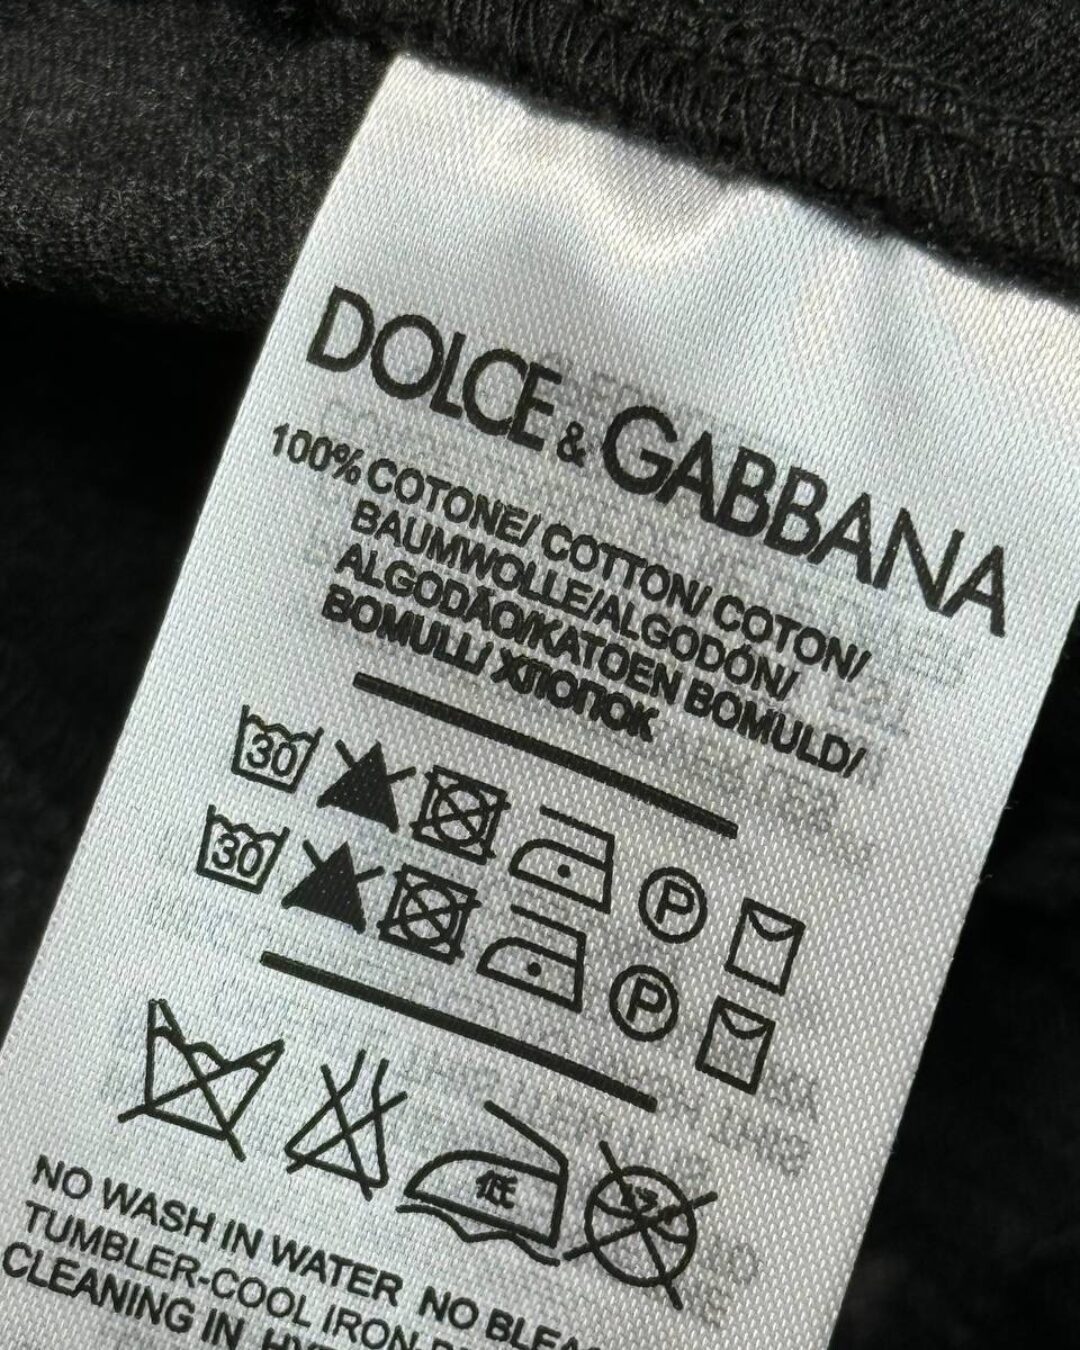 DOLCE & GABBANA
100% COTONE/ COTTON/ COTON/
BAUMWOLLE/ALGODÓN/
ALGODÃO/KATOEN BOMULD/
BOMULL/ ХЛОПОК
30
P
30
P
低
NO WASH IN WATER NO
TUMBLER-COOL IRON
CLEANING IN